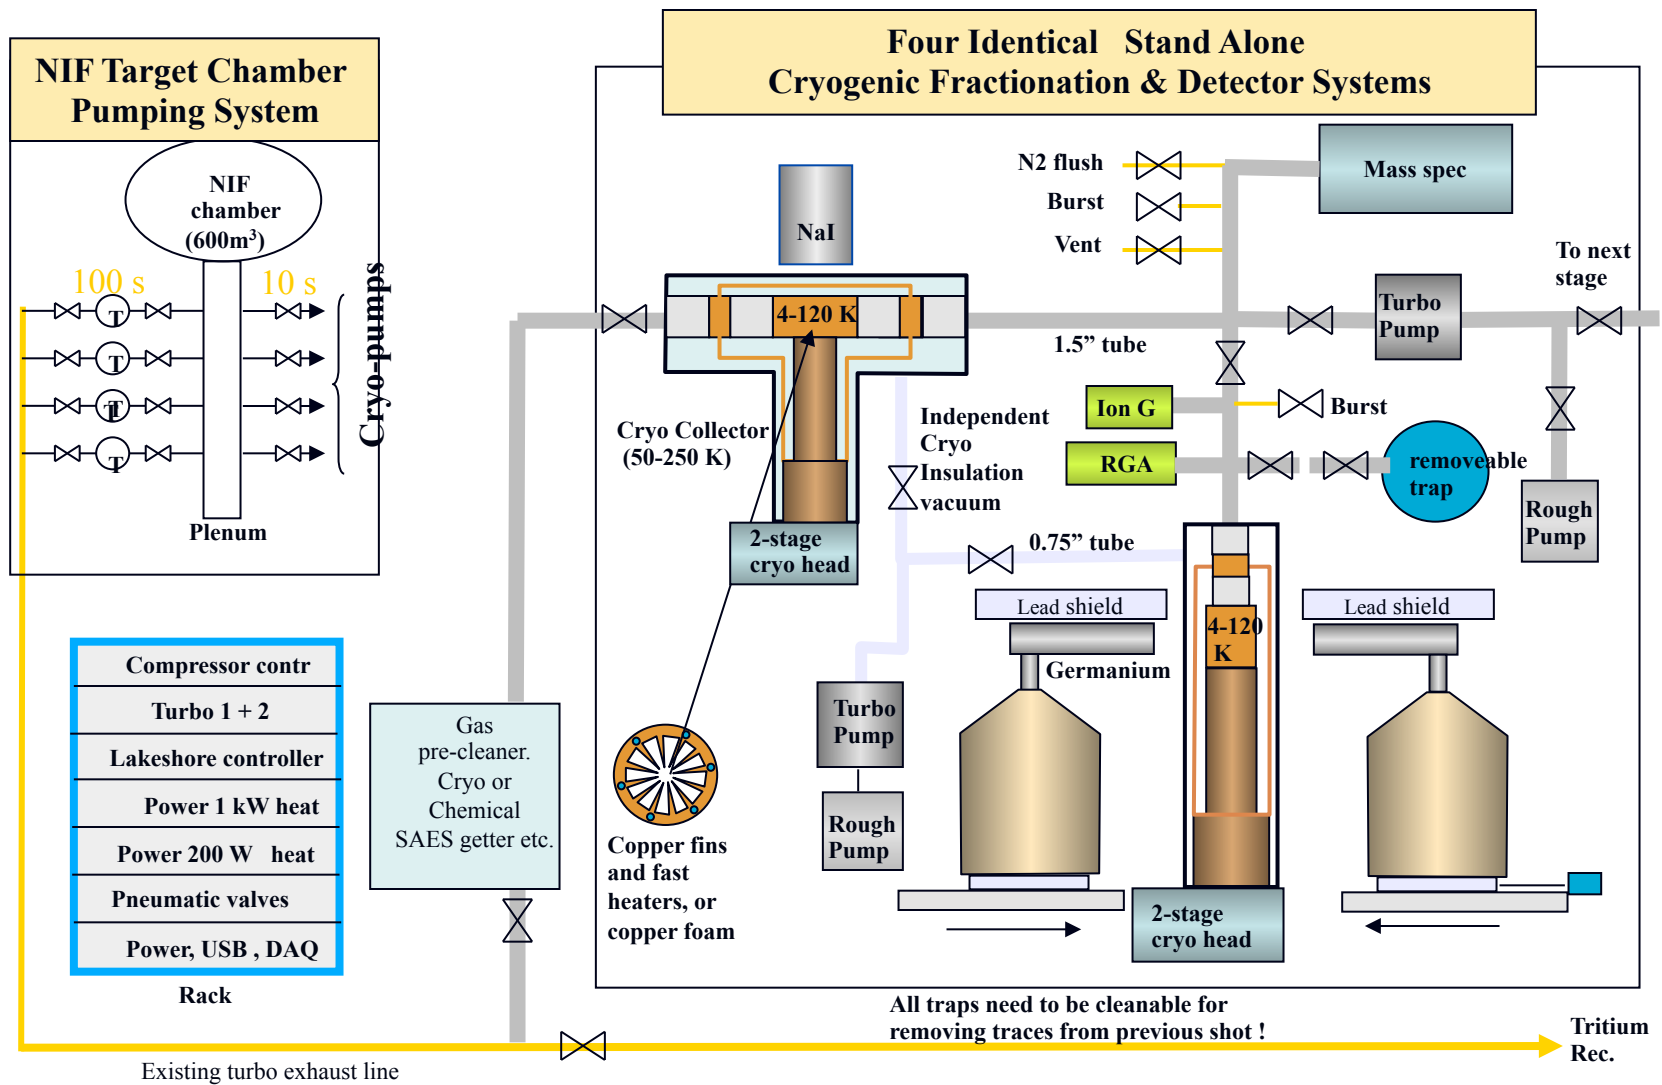 NIF Target Chamber
Pumping System
NIF
chamber
(600m³)
100 s
10 s
T
T
T
T
T
Cryo-pumps
Plenum
Compressor contr
Turbo 1 + 2
Lakeshore controller
Power 1 kW heat
Power 200 W heat
Pneumatic valves
Power, USB , DAQ
Rack
Existing turbo exhaust line
Gas
pre-cleaner.
Cryo or
Chemical
SAES getter etc.
Four Identical Stand Alone
Cryogenic Fractionation & Detector Systems
NaI
4-120 K
Cryo Collector
(50-250 K)
2-stage
cryo head
Copper fins
and fast
heaters, or
copper foam
N2 flush
Burst
Vent
Mass spec
To next
stage
Turbo
Pump
1.5” tube
Ion G
Burst
RGA
removeable
trap
Rough
Pump
Independent
Cryo
Insulation
vacuum
0.75” tube
Turbo
Pump
Rough
Pump
Lead shield
Germanium
4-120
K
Lead shield
2-stage
cryo head
All traps need to be cleanable for
removing traces from previous shot !
Tritium
Rec.